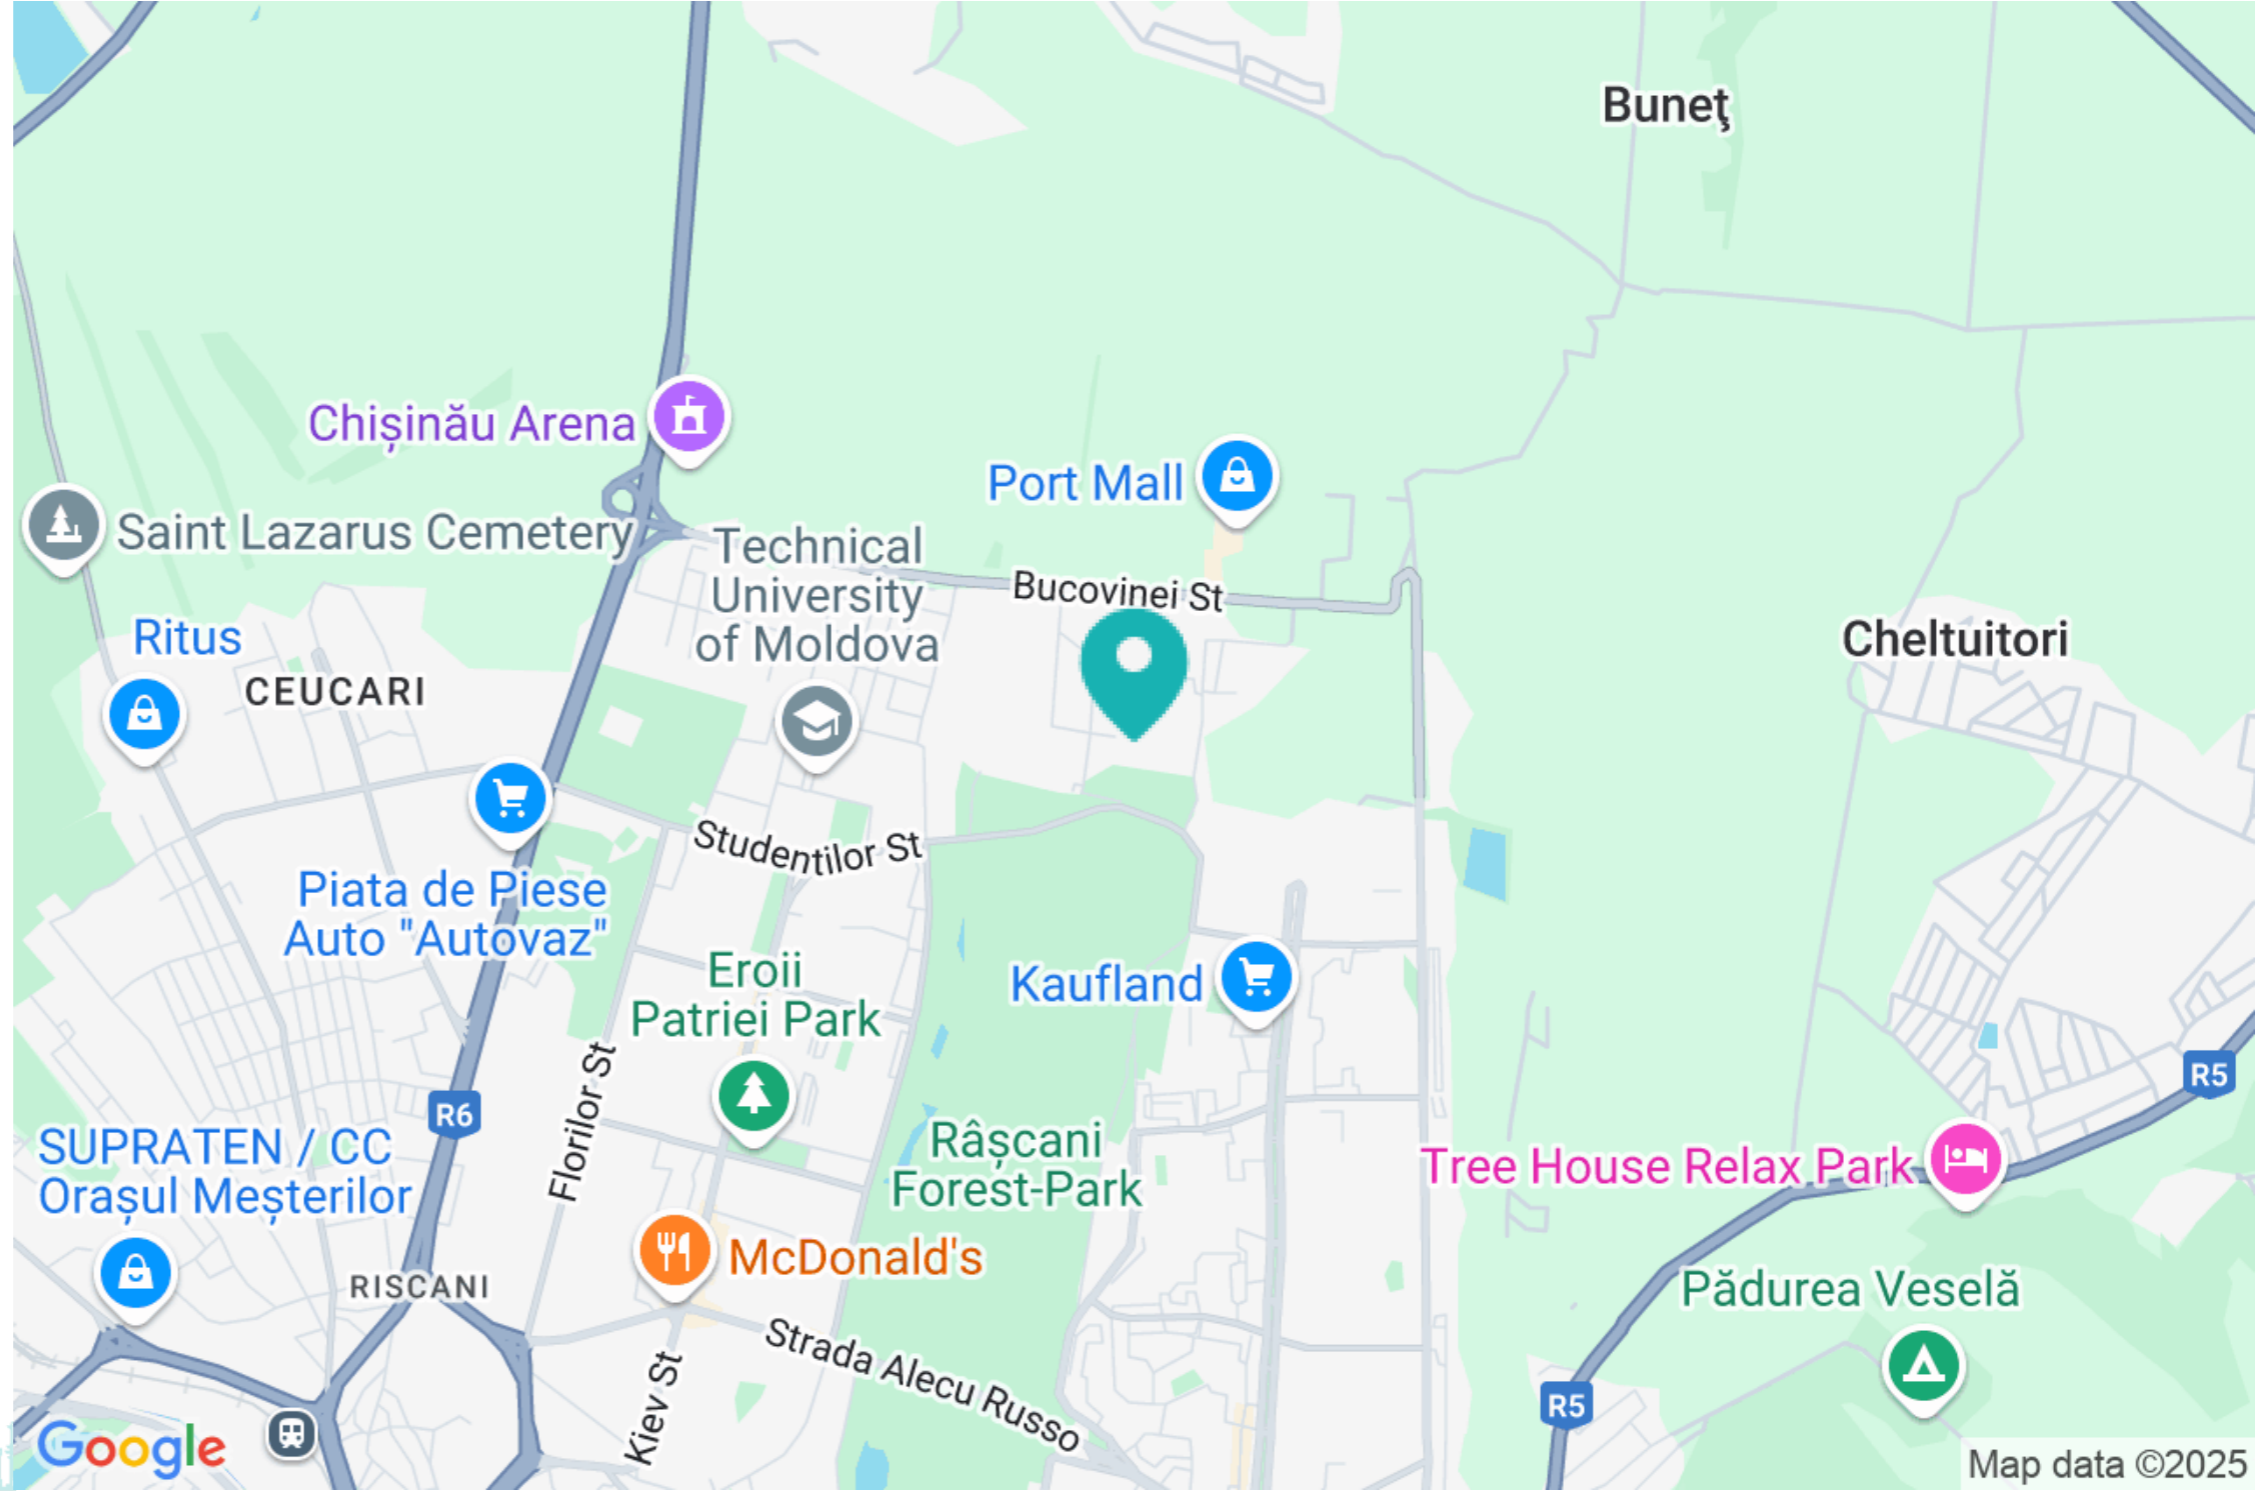 Buneţ
Chișinău Arena
Port Mall
Saint Lazarus Cemetery
Technical
University
of Moldova
Bucovinei St
Ritus
CEUCARI
Cheltuitori
Studentilor St
Piata de Piese
Auto "Autovaz"
Eroii
Patriei Park
Kaufland
R5
R6
Florilor St
SUPRATEN / CC
Orașul Meșterilor
Râșcani
Forest-Park
Tree House Relax Park
McDonald's
RISCANI
Pădurea Veselă
Strada Alecu Russo
Kiev St
R5
Google
Map data ©2025